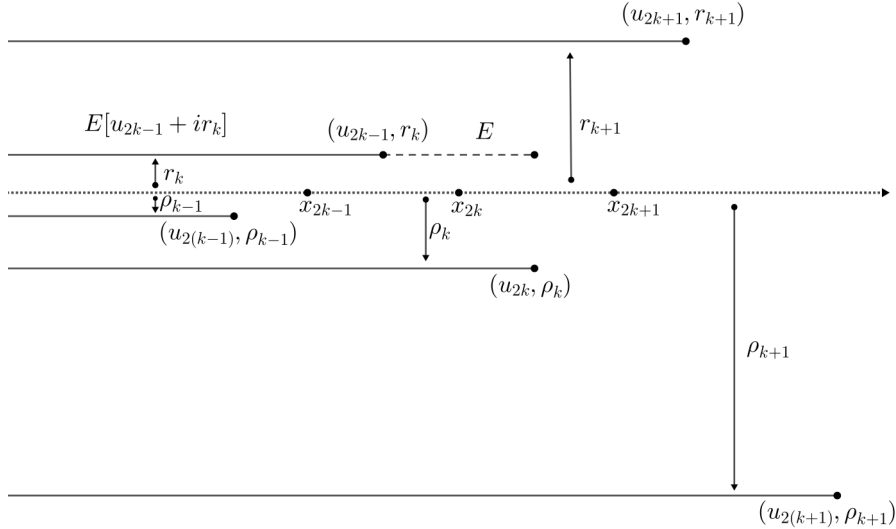 (u_{2k+1}, r_{k+1})
E[u_{2k-1} + ir_k]
(u_{2k-1}, r_k)
E
r_{k+1}
r_k
ρ_{k-1}
x_{2k-1}
x_{2k}
x_{2k+1}
(u_{2(k-1)}, ρ_{k-1})
ρ_k
(u_{2k}, ρ_k)
ρ_{k+1}
(u_{2(k+1)}, ρ_{k+1})